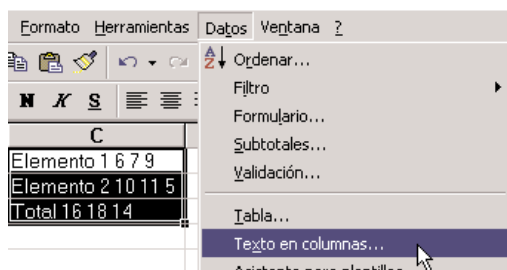 Formato Herramientas Datos Ventana ?
Ordenar...
Filtro
Formulario...
Subtotales...
Validación...
Tabla...
Texto en columnas...
N K S
C
Elemento 1 6 7 9
Elemento 2 10 11 5
Total 16 18 14